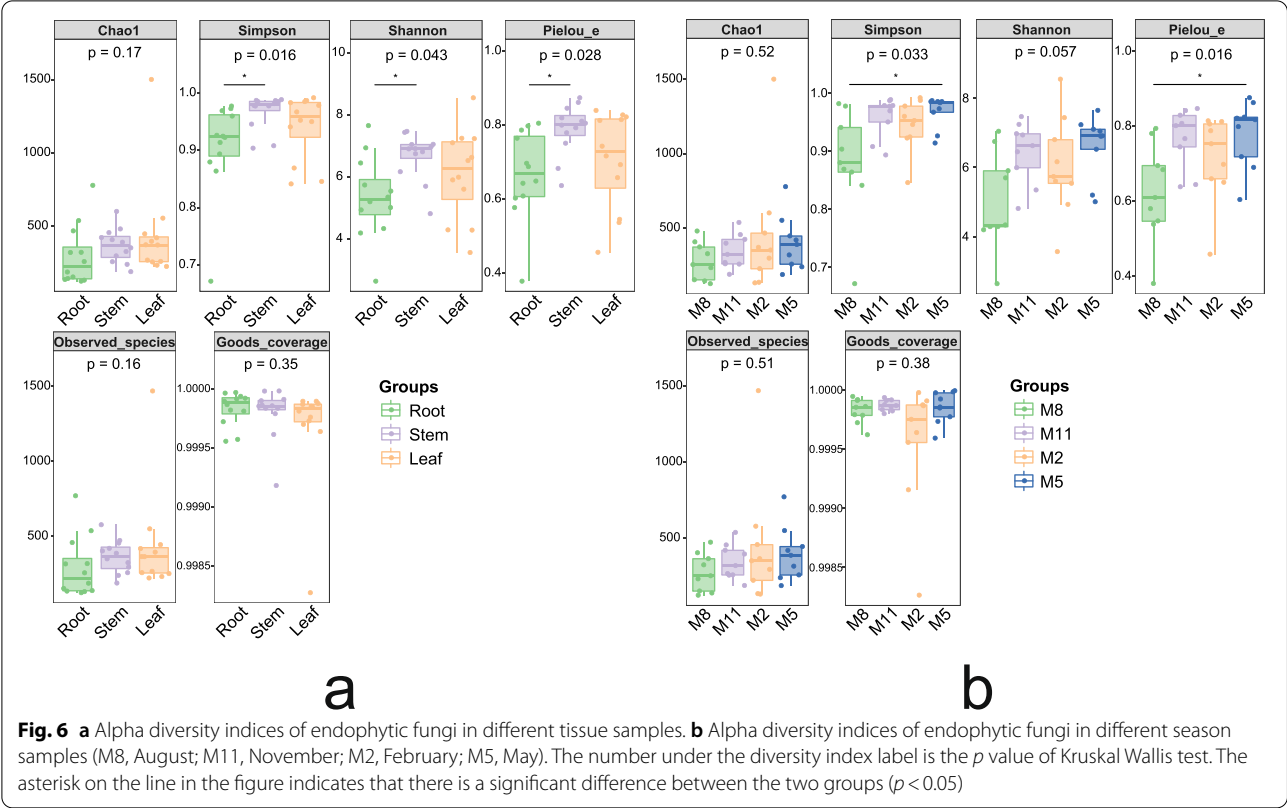 Chao1
p = 0.17
1500
1000
500
Root
Stem
Leaf
Simpson
p = 0.016
*
1.0
0.9
0.8
0.7
Root
Stem
Leaf
Shannon
p = 0.043
*
10
8
6
4
Root
Stem
Leaf
Pielou_e
p = 0.028
*
1.0
0.8
0.6
0.4
Root
Stem
Leaf
Observed_species
p = 0.16
1500
1000
500
Root
Stem
Leaf
Goods_coverage
p = 0.35
1.0000
0.9995
0.9990
0.9985
Root
Stem
Leaf
Groups
Root
Stem
Leaf
a
Chao1
p = 0.52
1500
1000
500
M8
M11
M2
M5
Simpson
p = 0.033
*
1.0
0.9
0.8
0.7
M8
M11
M2
M5
Shannon
p = 0.057
8
6
4
M8
M11
M2
M5
Pielou_e
p = 0.016
*
1.0
0.8
0.6
0.4
M8
M11
M2
M5
Observed_species
p = 0.51
1500
1000
500
M8
M11
M2
M5
Goods_coverage
p = 0.38
1.0000
0.9995
0.9990
0.9985
M8
M11
M2
M5
Groups
M8
M11
M2
M5
b
Fig. 6 a Alpha diversity indices of endophytic fungi in different tissue samples. b Alpha diversity indices of endophytic fungi in different season
samples (M8, August; M11, November; M2, February; M5, May). The number under the diversity index label is the p value of Kruskal Wallis test. The
asterisk on the line in the figure indicates that there is a significant difference between the two groups (p < 0.05)